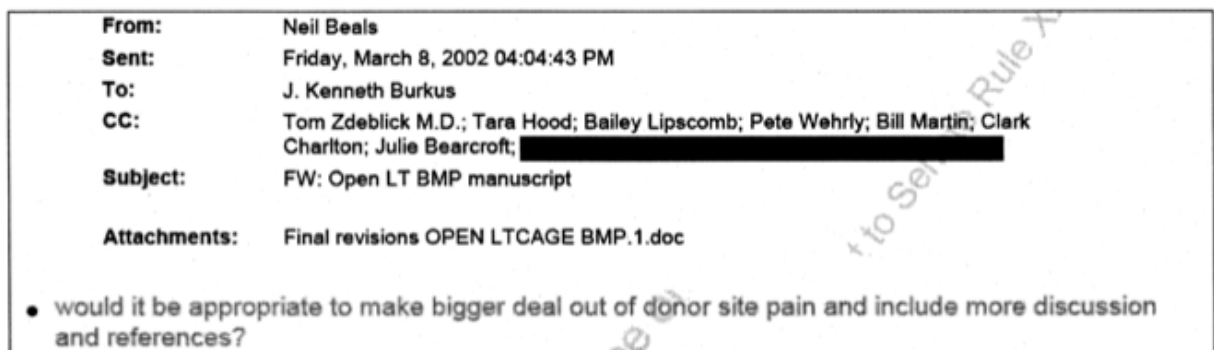 From: Neil Beals
Sent: Friday, March 8, 2002 04:04:43 PM
To: J. Kenneth Burkus
CC: Tom Zdeblick M.D.; Tara Hood; Bailey Lipscomb; Pete Wehrly; Bill Martin; Clark
Charlton; Julie Bearcroft;
Subject: FW: Open LT BMP manuscript
Attachments: Final revisions OPEN LTCAGE BMP.1.doc
• would it be appropriate to make bigger deal out of donor site pain and include more discussion
and references?
to Rule